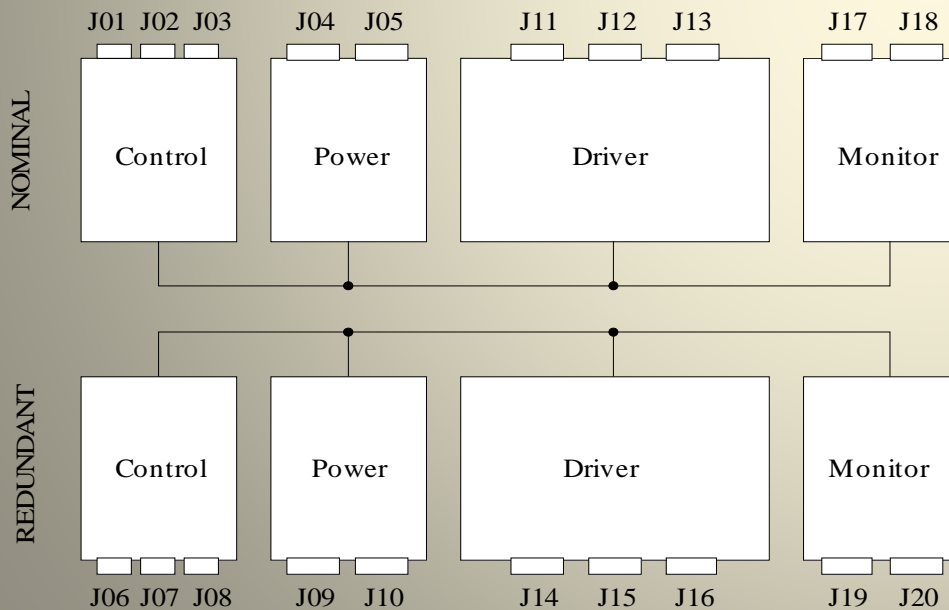 J01 J02 J03 J04 J05 J11 J12 J13 J17 J18
NOMINAL
Control Power Driver Monitor
REDUNDANT
Control Power Driver Monitor
J06 J07 J08 J09 J10 J14 J15 J16 J19 J20